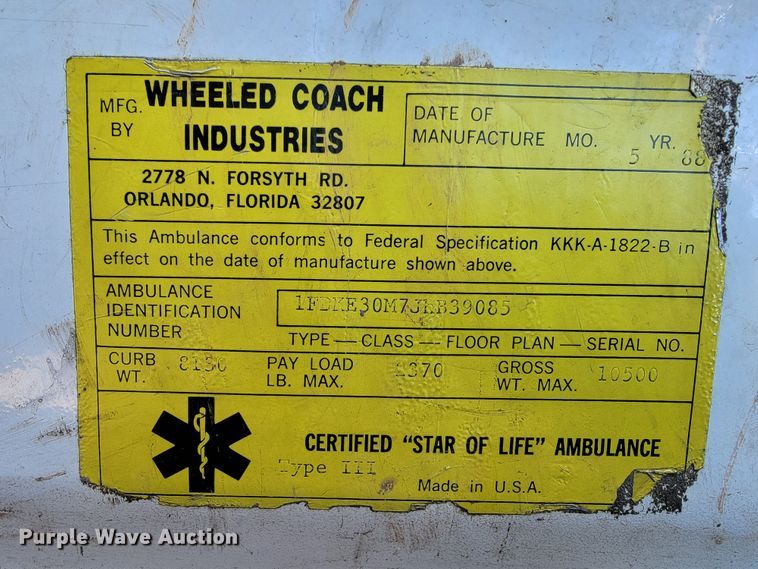 MFG. BY WHEELED COACH INDUSTRIES
DATE OF MANUFACTURE MO. 5 YR. 88
2778 N. FORSYTH RD.
ORLANDO, FLORIDA 32807
This Ambulance conforms to Federal Specification KKK-A-1822-B in
effect on the date of manufacture shown above.
AMBULANCE IDENTIFICATION NUMBER
TYPE — CLASS — FLOOR PLAN — SERIAL NO.
CURB WT. PAY LOAD LB. MAX. GROSS WT. MAX. 10500
CERTIFIED “STAR OF LIFE” AMBULANCE
Type III
Made in U.S.A.
Purple Wave Auction